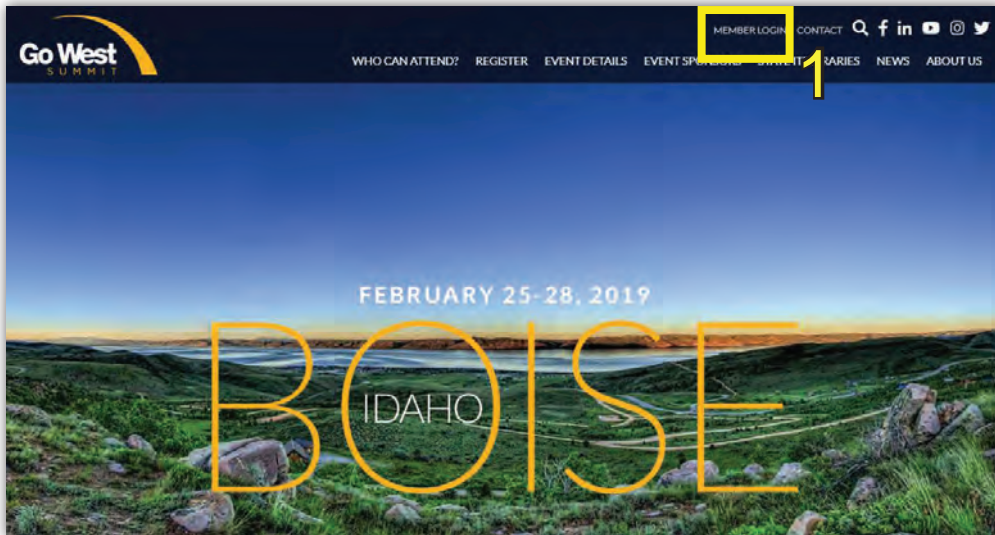 MEMBER LOGIN CONTACT
Go West
SUMMIT
1
WHO CAN ATTEND? REGISTER EVENT DETAILS EVENT NEWS ABOUT US
FEBRUARY 25-28, 2019
BOISE
IDAHO